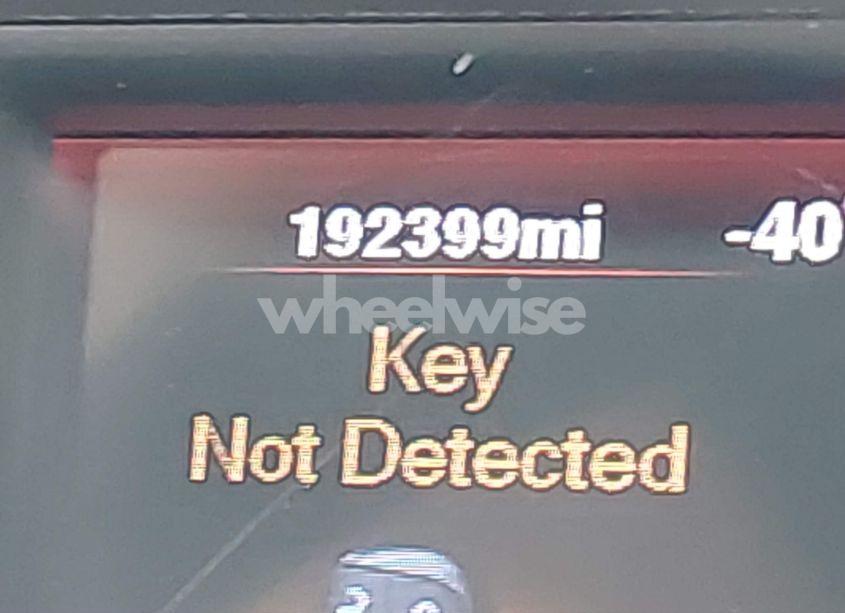 192399mi -40°
wheelwise
Key
Not Detected